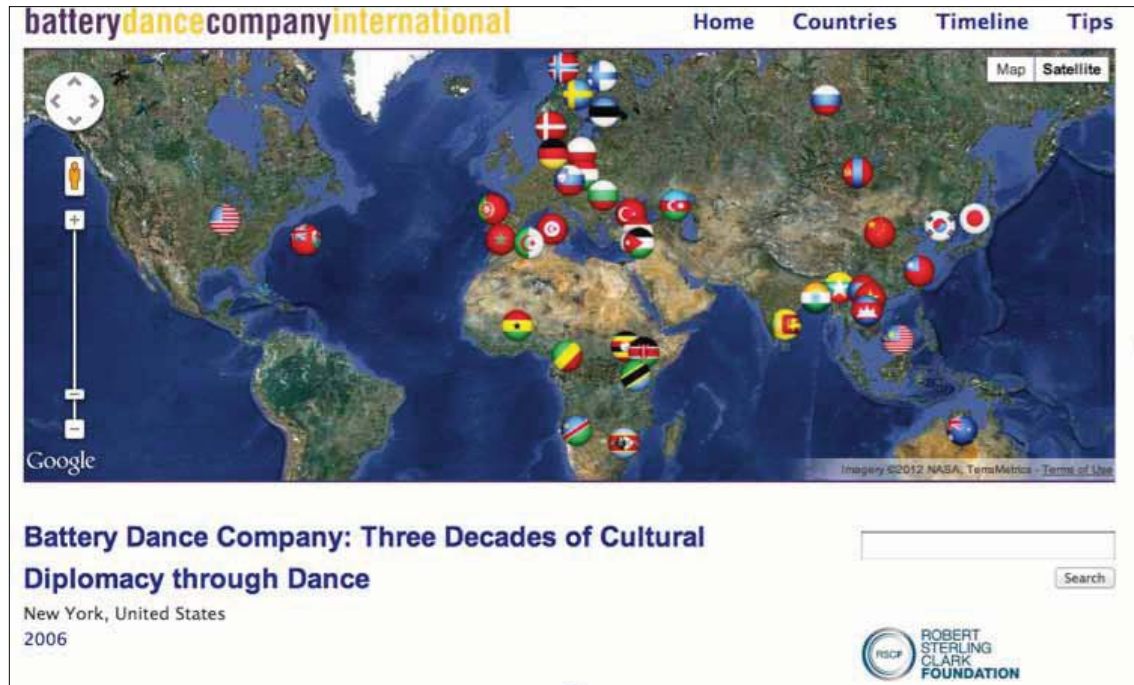 batterydancecompanyinternational
Home Countries Timeline Tips
Map Satellite
Google
Imagery ©2012 NASA, TerraMetrics - Terms of Use
Battery Dance Company: Three Decades of Cultural
Diplomacy through Dance
New York, United States
2006
Search
RSCF
ROBERT
STERLING
CLARK
FOUNDATION